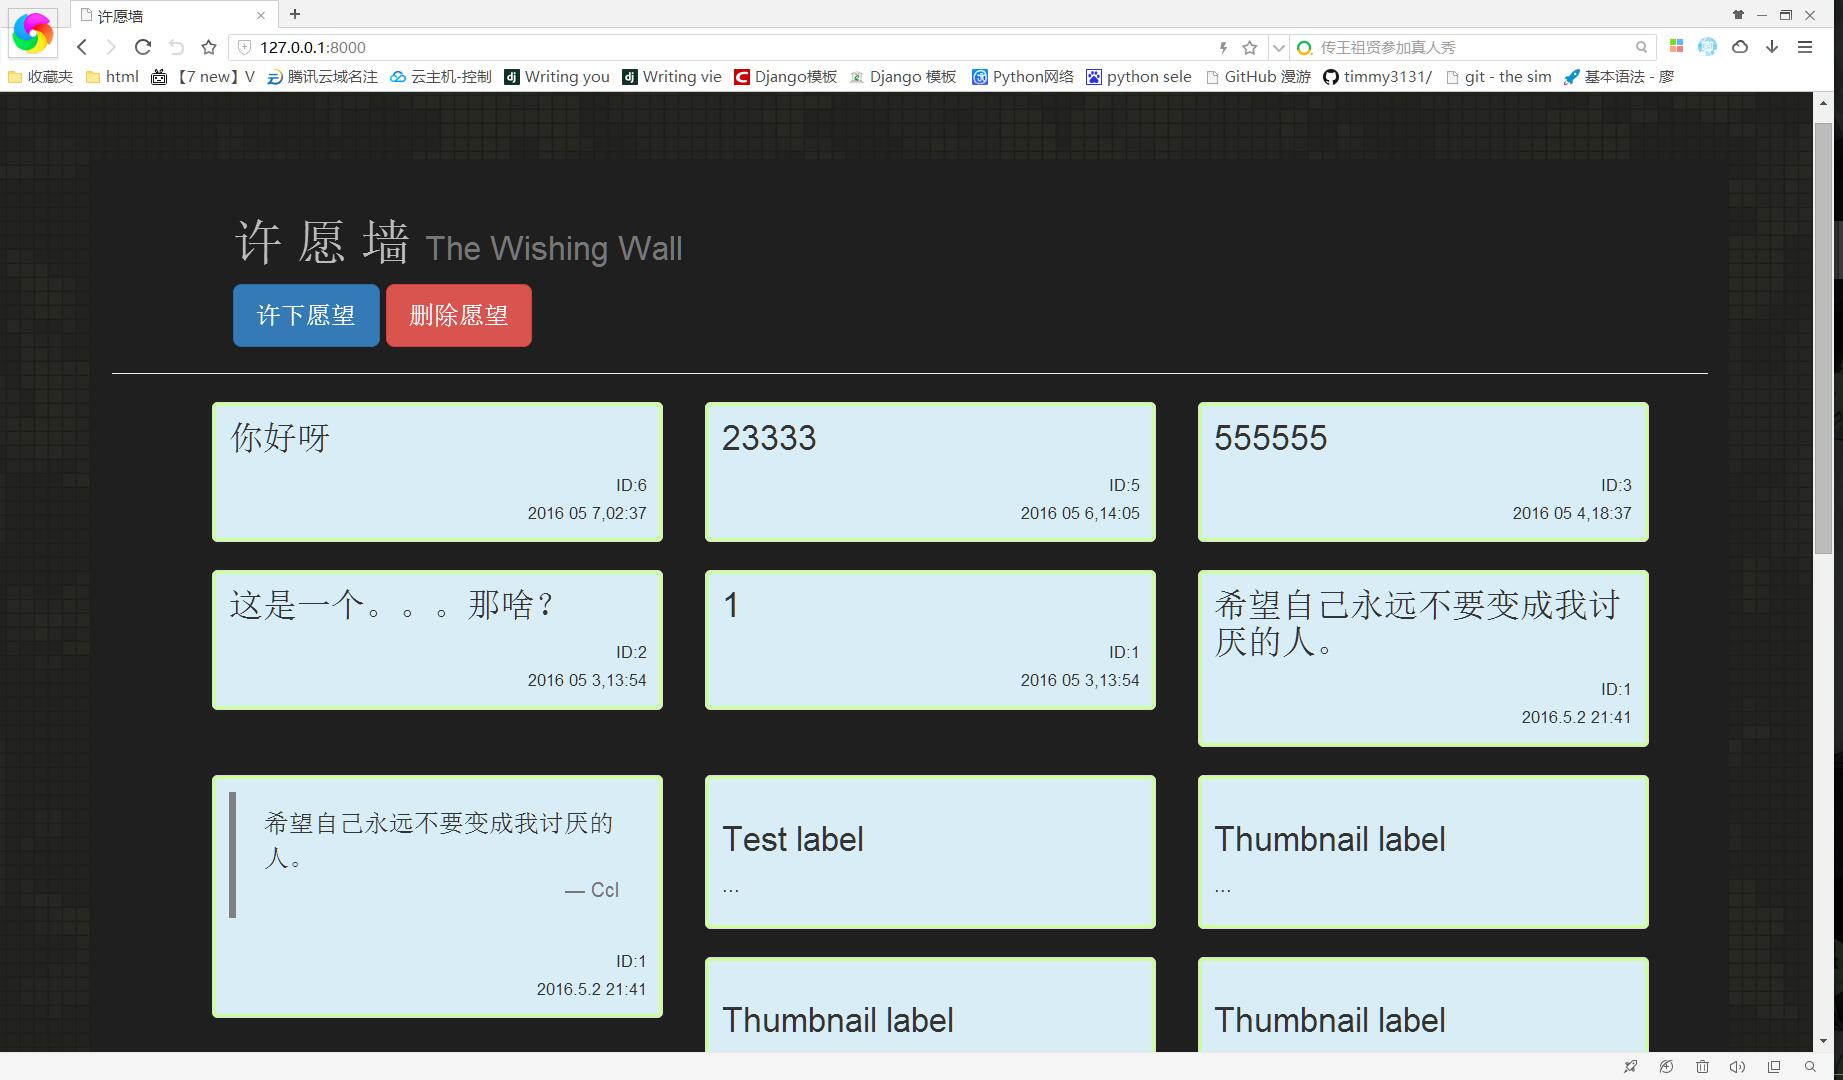 许愿墙
127.0.0.1:8000
传王祖贤参加真人秀
收藏夹
html
【7 new】V
腾讯云域名注
云主机-控制
Writing you
Writing vie
Django模板
Django 模板
Python网络
python sele
GitHub 漫游
timmy3131/
git - the sim
基本语法 - 廖
许 愿 墙 The Wishing Wall
许下愿望
删除愿望
你好呀
ID:6
2016 05 7,02:37
23333
ID:5
2016 05 6,14:05
555555
ID:3
2016 05 4,18:37
这是一个。。。那啥?
ID:2
2016 05 3,13:54
1
ID:1
2016 05 3,13:54
希望自己永远不要变成我讨
厌的人。
ID:1
2016.5.2 21:41
希望自己永远不要变成我讨厌的
人。
— Ccl
ID:1
2016.5.2 21:41
Test label
...
Thumbnail label
...
Thumbnail label
Thumbnail label